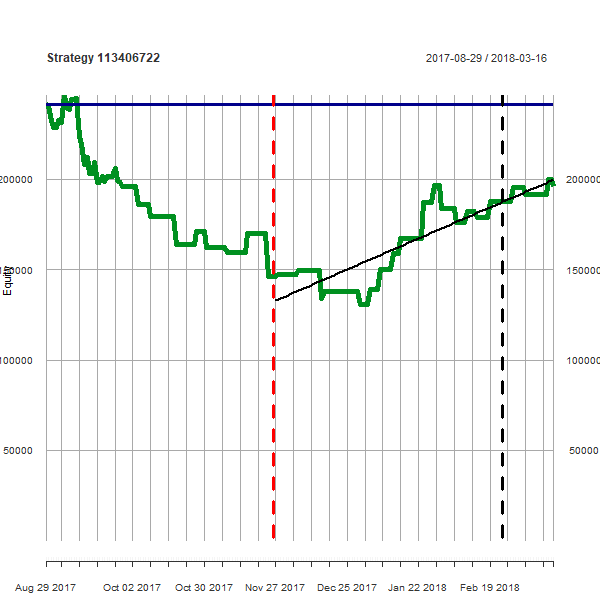 Strategy 113406722
2017-08-29 / 2018-03-16
200000
200000
Equity
150000
150000
100000
100000
50000
50000
Aug 29 2017
Oct 02 2017
Oct 30 2017
Nov 27 2017
Dec 25 2017
Jan 22 2018
Feb 19 2018